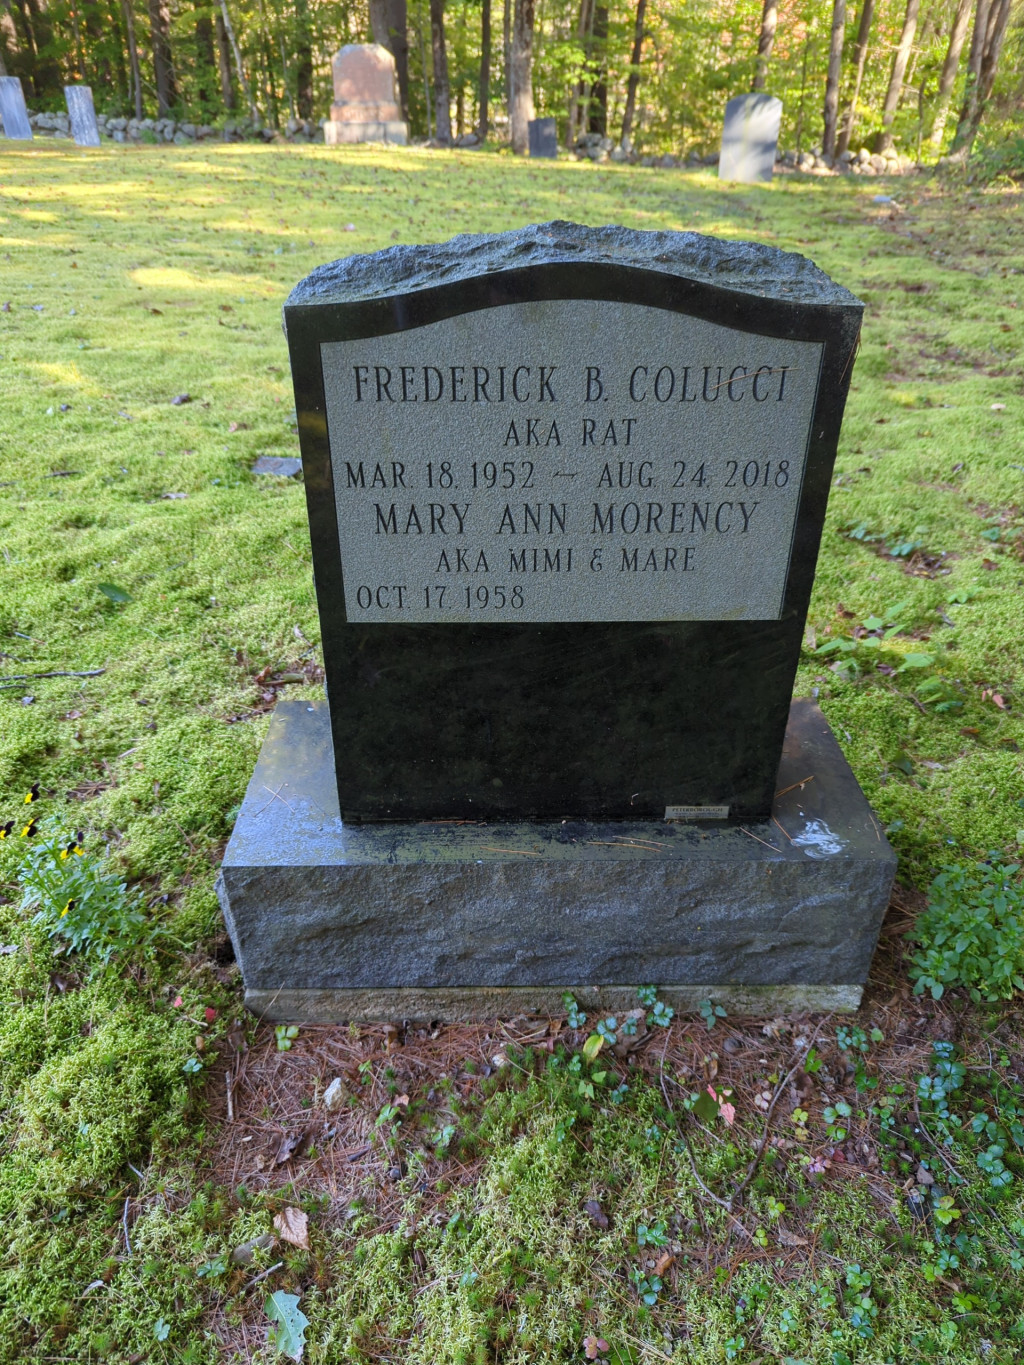 FREDERICK B. COLUCCI
AKA RAT
MAR. 18, 1952 ~ AUG. 24, 2018
MARY ANN MORENCY
AKA MIMI & MARE
OCT. 17, 1958